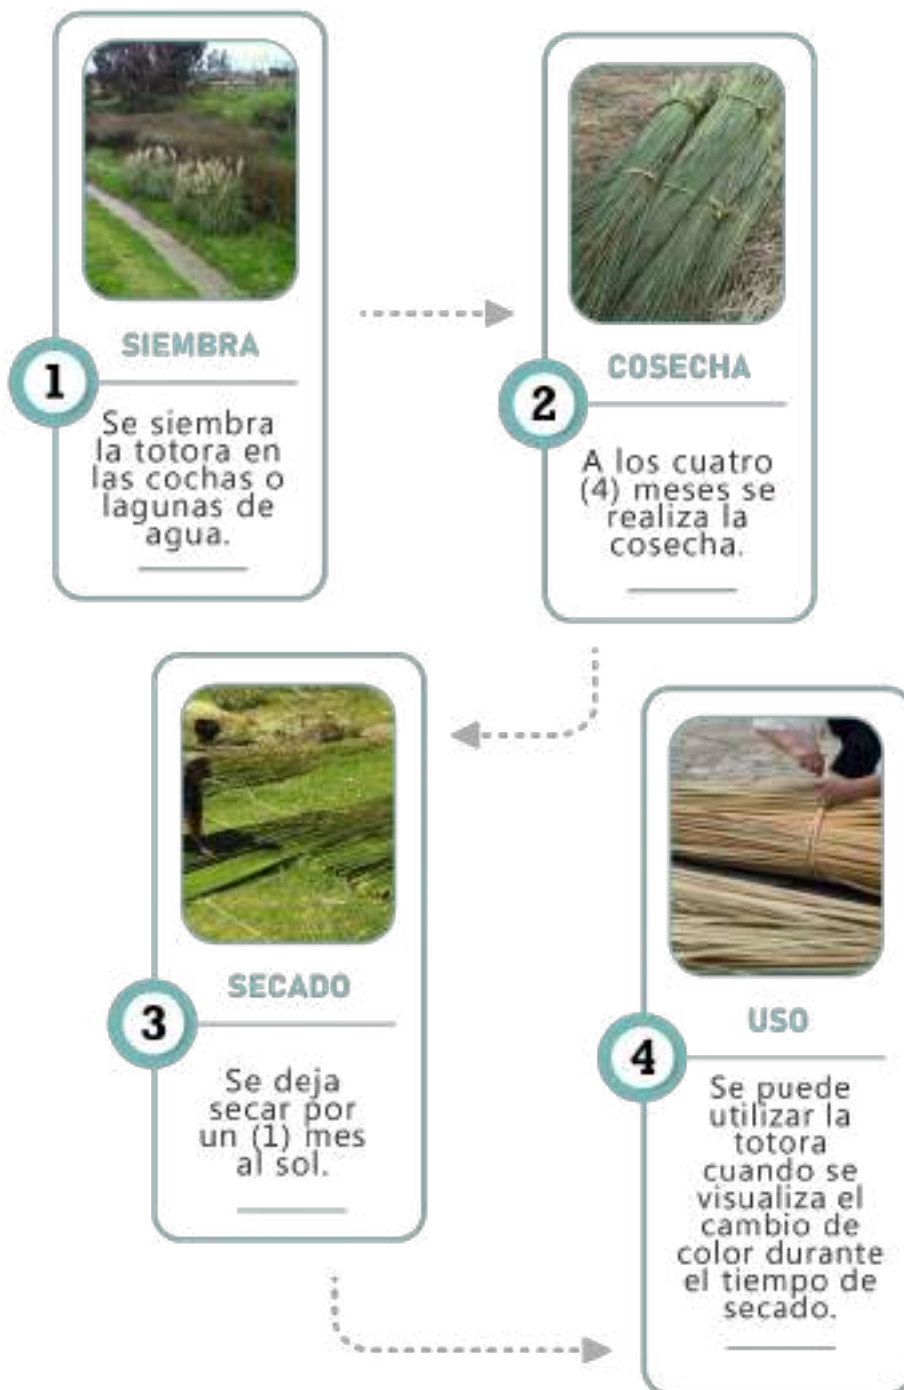 SIEMBRA
1
Se siembra
la totora en
las cochas o
lagunas de
agua.
COSECHA
2
A los cuatro
(4) meses se
realiza la
cosecha.
SECADO
3
Se deja
secar por
un (1) mes
al sol.
USO
4
Se puede
utilizar la
totora
cuando se
visualiza el
cambio de
color durante
el tiempo de
secado.